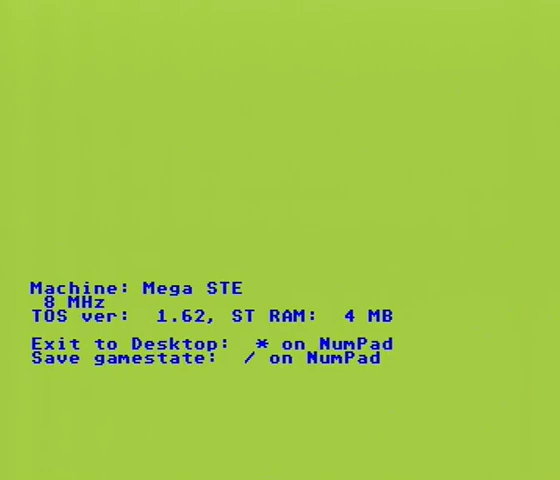 Machine: Mega STE
8 MHz
TOS ver:  1.62, ST RAM:  4 MB
Exit to Desktop:  * on NumPad
Save gamestate:  / on NumPad